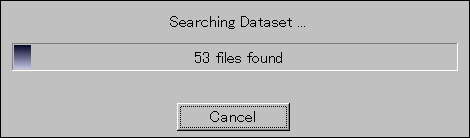 Searching Dataset ...
53 files found
Cancel